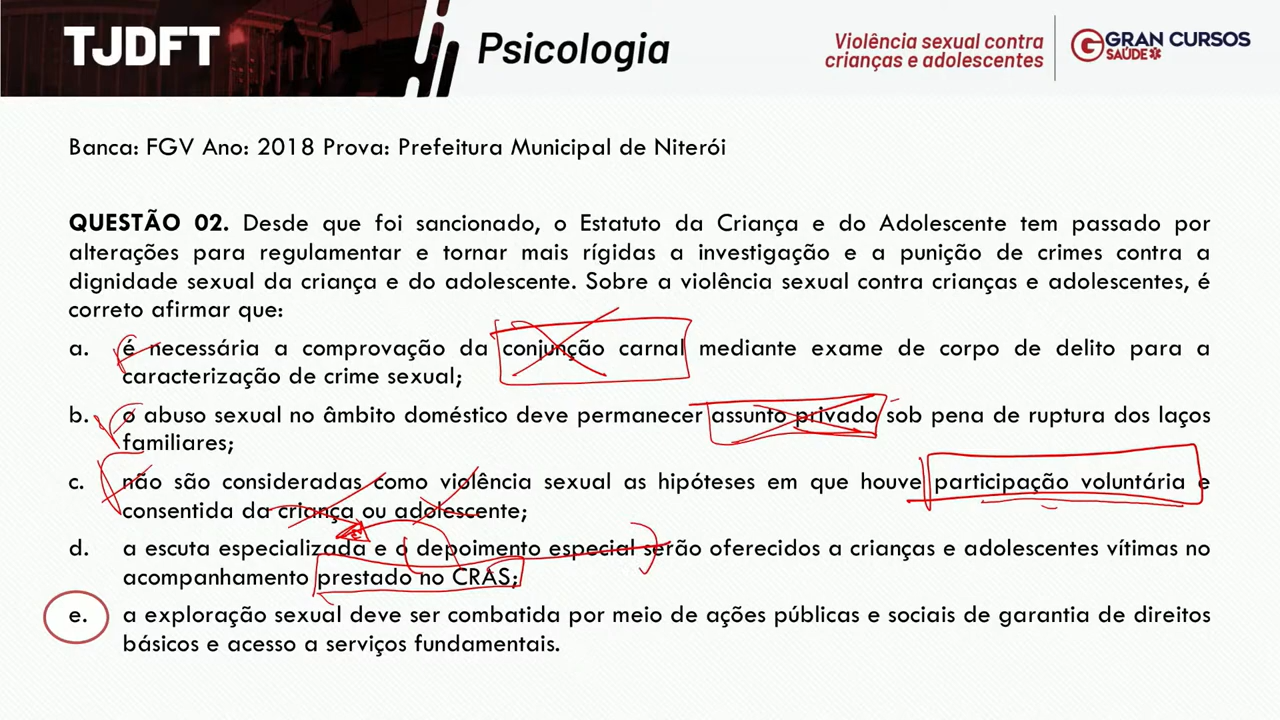 TJDFT
Psicologia
Violência sexual contra
crianças e adolescentes
GRAN CURSOS
SAÚDE
Banca: FGV Ano: 2018 Prova: Prefeitura Municipal de Niterói
QUESTÃO 02. Desde que foi sancionado, o Estatuto da Criança e do Adolescente tem passado por
alterações para regulamentar e tornar mais rígidas a investigação e a punição de crimes contra a
dignidade sexual da criança e do adolescente. Sobre a violência sexual contra crianças e adolescentes, é
correto afirmar que:
a. é necessária a comprovação da conjunção carnal mediante exame de corpo de delito para a
caracterização de crime sexual;
b. o abuso sexual no âmbito doméstico deve permanecer assunto privado sob pena de ruptura dos laços
familiares;
c. não são consideradas como violência sexual as hipóteses em que houve participação voluntária e
consentida da criança ou adolescente;
d. a escuta especializada e o depoimento especial serão oferecidos a crianças e adolescentes vítimas no
acompanhamento prestado no CRAS;
e. a exploração sexual deve ser combatida por meio de ações públicas e sociais de garantia de direitos
básicos e acesso a serviços fundamentais.